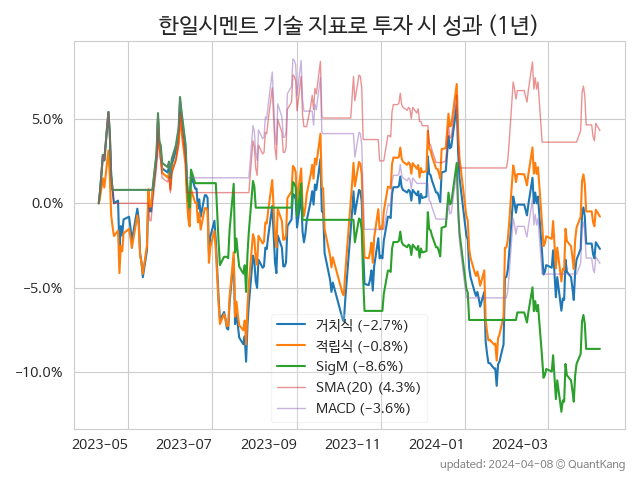 한일시멘트 기술 지표로 투자 시 성과 (1년)
5.0%
0.0%
−5.0%
−10.0%
거치식 (−2.7%)
적립식 (−0.8%)
SigM (−8.6%)
SMA(20) (4.3%)
MACD (−3.6%)
2023−05 2023−07 2023−09 2023−11 2024−01 2024−03
updated: 2024−04−08 © QuantKang